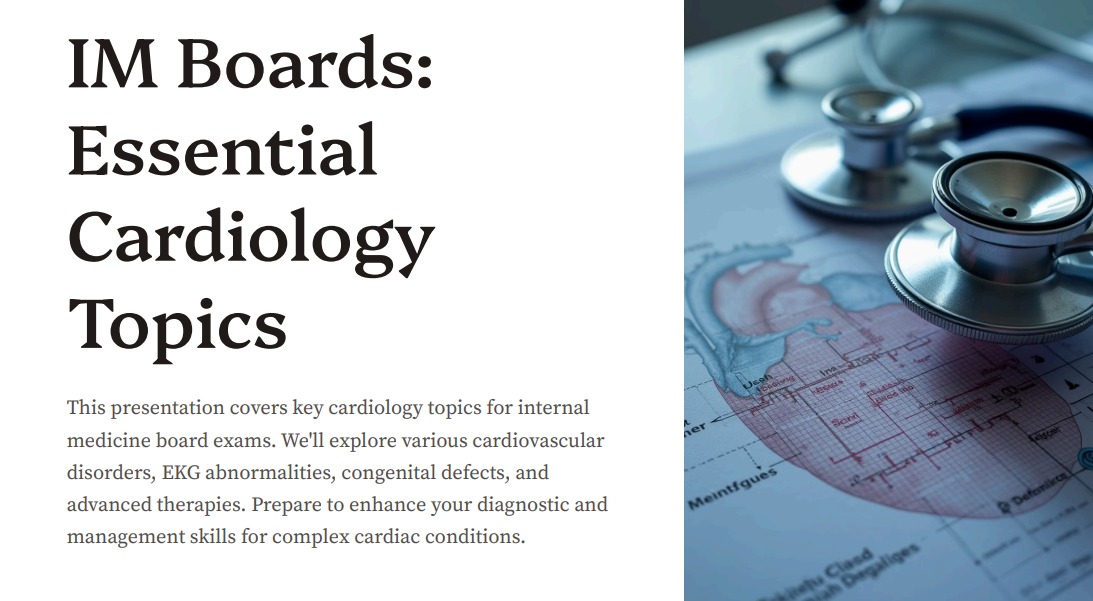 IM Boards:
Essential
Cardiology
Topics
This presentation covers key cardiology topics for internal
medicine board exams. We'll explore various cardiovascular
disorders, EKG abnormalities, congenital defects, and
advanced therapies. Prepare to enhance your diagnostic and
management skills for complex cardiac conditions.
Meintfgues